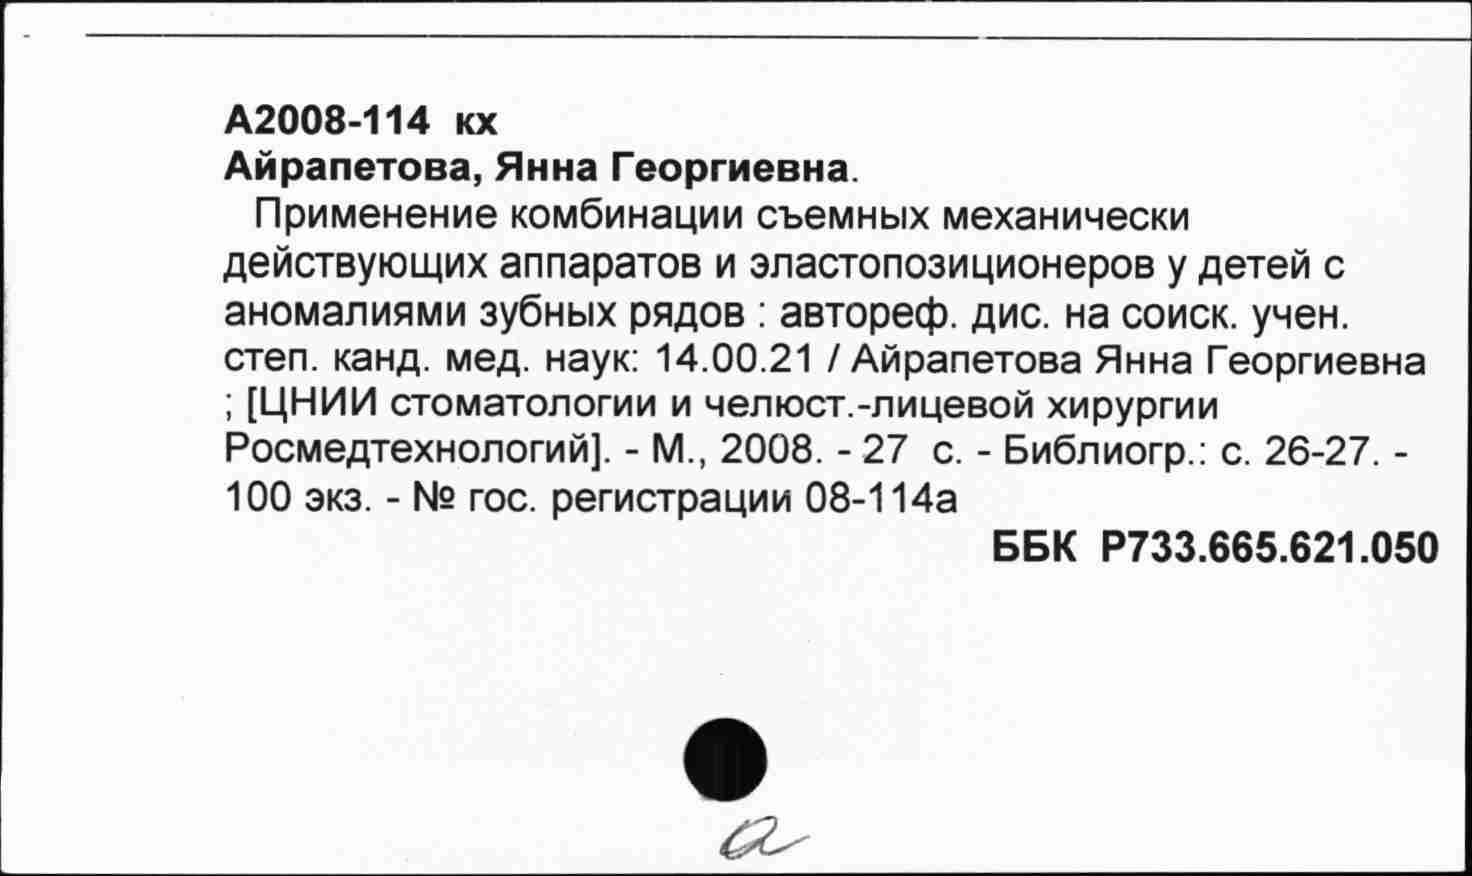 А2008-114 кх
Айрапетова, Янна Георгиевна.
Применение комбинации съемных механически
действующих аппаратов и эластопозиционеров у детей с
аномалиями зубных рядов : автореф. дис. на соиск. учен.
степ. канд. мед. наук: 14.00.21 / Айрапетова Янна Георгиевна
; [ЦНИИ стоматологии и челюст.-лицевой хирургии
Росмедтехнологий]. - М., 2008. - 27 с. - Библиогр.: с. 26-27. -
100 экз. - № гос. регистрации 08-114а
ББК Р733.665.621.050
а